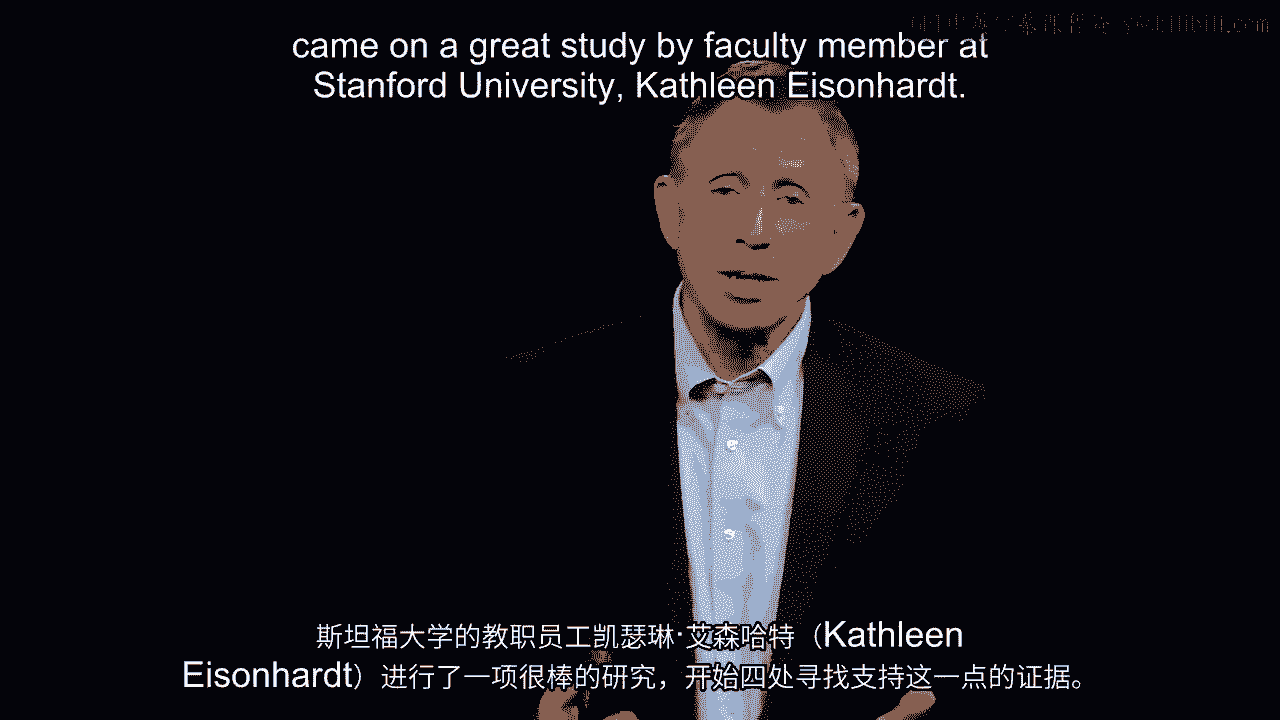 came on a great study by faculty member at
Stanford University, Kathleen Eisonhardt.
斯坦福大学的教职员工凯瑟琳·艾森哈特（Kathleen
Eisonhardt）进行了一项很棒的研究，开始四处寻找支持这一点的证据。